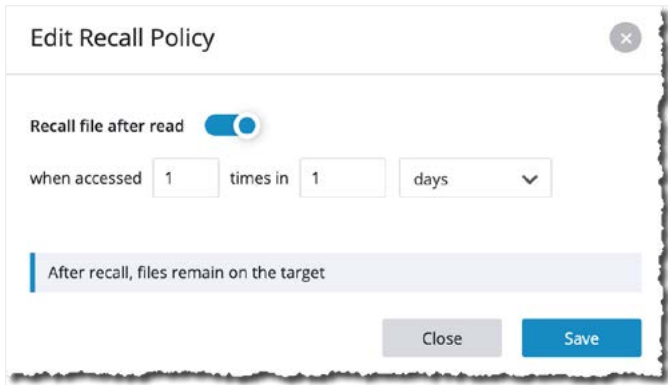 Edit Recall Policy
Recall file after read
when accessed 1 times in 1 days
After recall, files remain on the target
Close Save